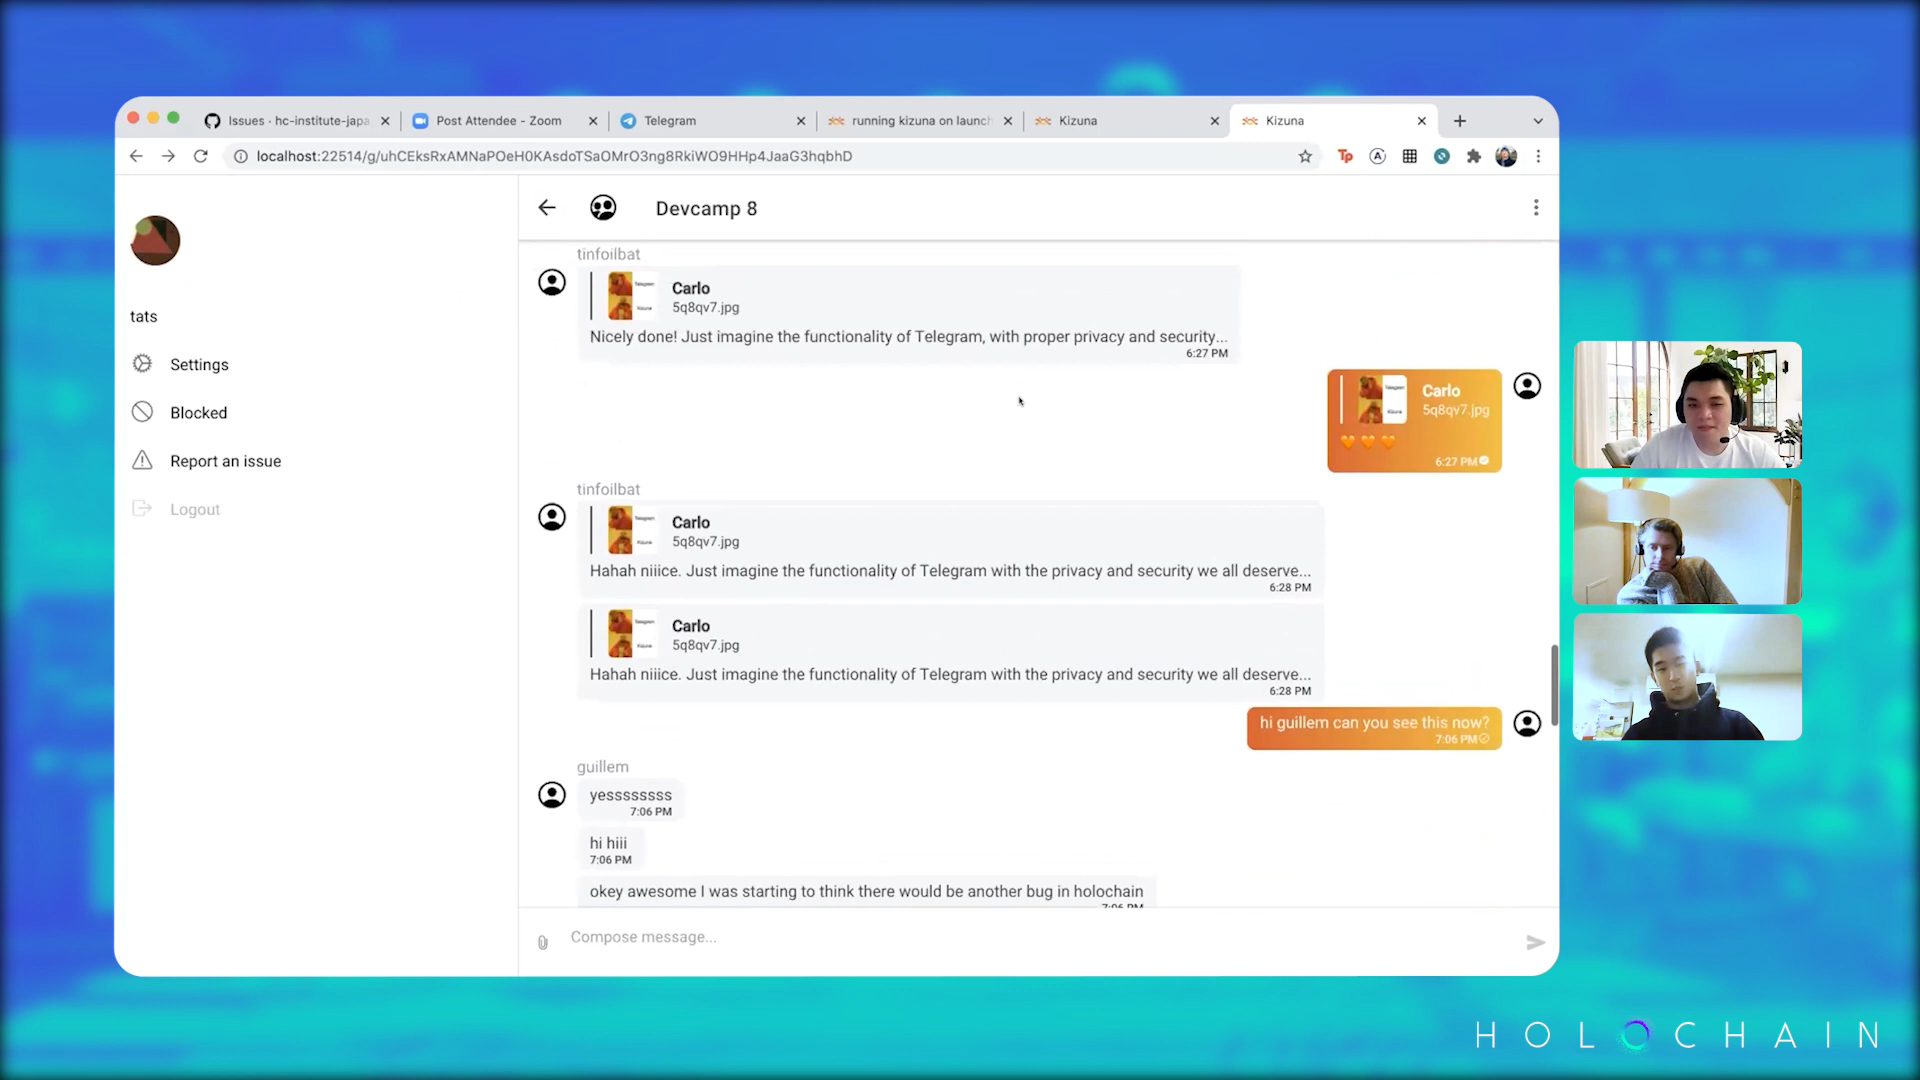 Issues · hc-institute-japa
Post Attendee - Zoom
Telegram
running kizuna on launch
Kizuna
Kizuna
localhost:22514/g/uhCEksRxAMNaPOeH0KAsdoTSaOMrO3ng8RkiWO9HHp4JaaG3hqbhD
Tp
A
Devcamp 8
tats
Settings
Blocked
Report an issue
Logout
tinfoilbat
Carlo
5q8qv7.jpg
Nicely done! Just imagine the functionality of Telegram, with proper privacy and security...
6:27 PM
Carlo
5q8qv7.jpg
🧡 🧡 🧡
6:27 PM
tinfoilbat
Carlo
5q8qv7.jpg
Hahah niiice. Just imagine the functionality of Telegram with the privacy and security we all deserve...
6:28 PM
Carlo
5q8qv7.jpg
Hahah niiice. Just imagine the functionality of Telegram with the privacy and security we all deserve...
6:28 PM
hi guillem can you see this now?
7:06 PM
guillem
yessssssss
7:06 PM
hi hiii
7:06 PM
okey awesome I was starting to think there would be another bug in holochain
7:06 PM
Compose message...
HOLOCHAIN